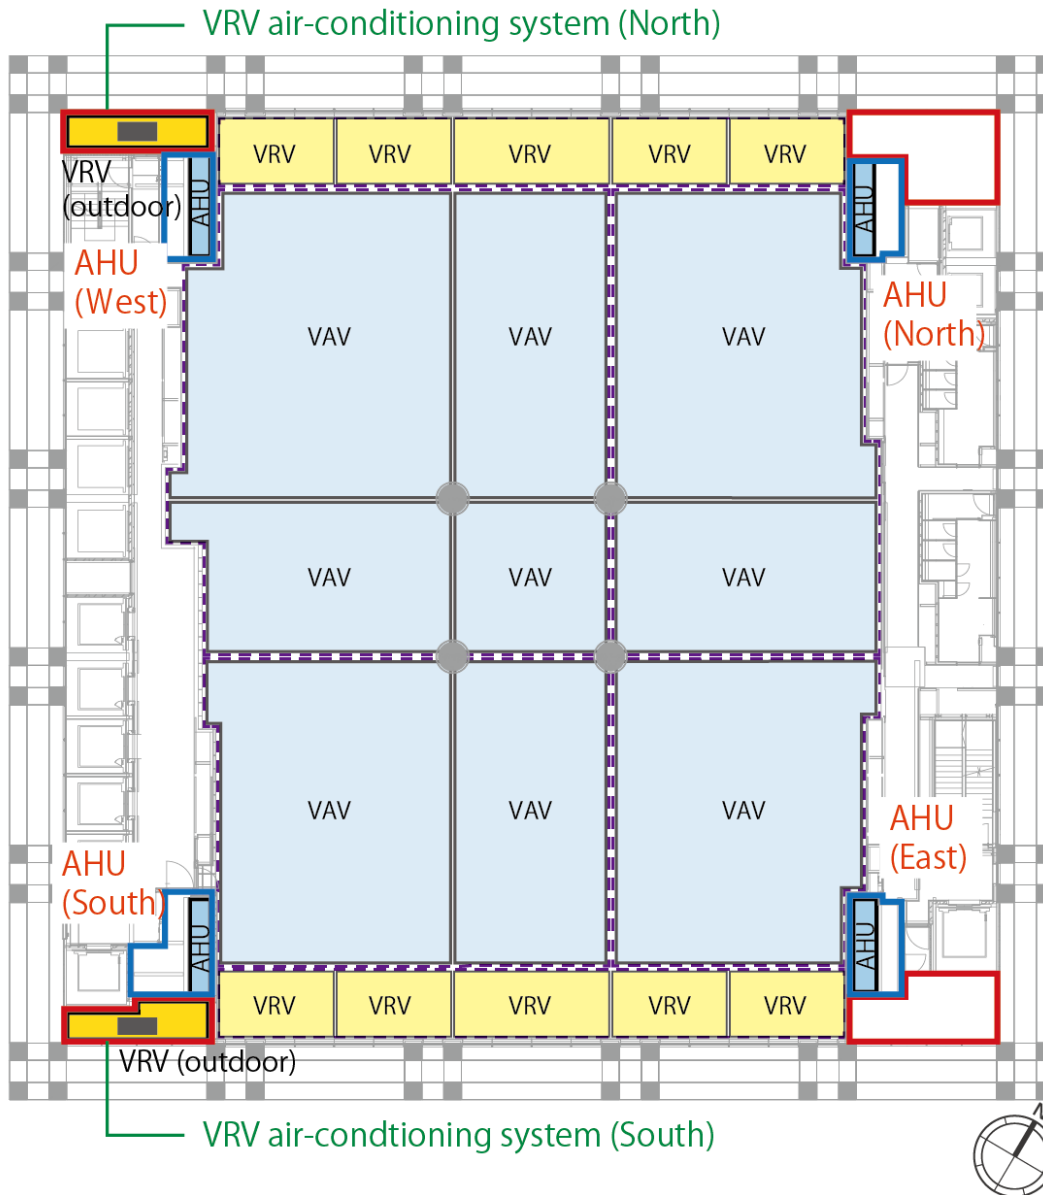 VRV air-conditioning system (North)
VRV VRV VRV VRV VRV
VRV
(outdoor)
AHU
AHU
AHU
(West)
AHU
(North)
VAV VAV VAV
VAV VAV VAV
VAV VAV VAV
AHU
(East)
AHU
(South)
AHU
AHU
VRV VRV VRV VRV VRV
VRV (outdoor)
VRV air-condtioning system (South)
N